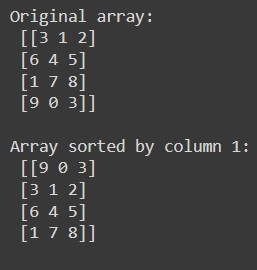 Original array:
[[3 1 2]
[6 4 5]
[1 7 8]
[9 0 3]]
Array sorted by column 1:
[[9 0 3]
[3 1 2]
[6 4 5]
[1 7 8]]